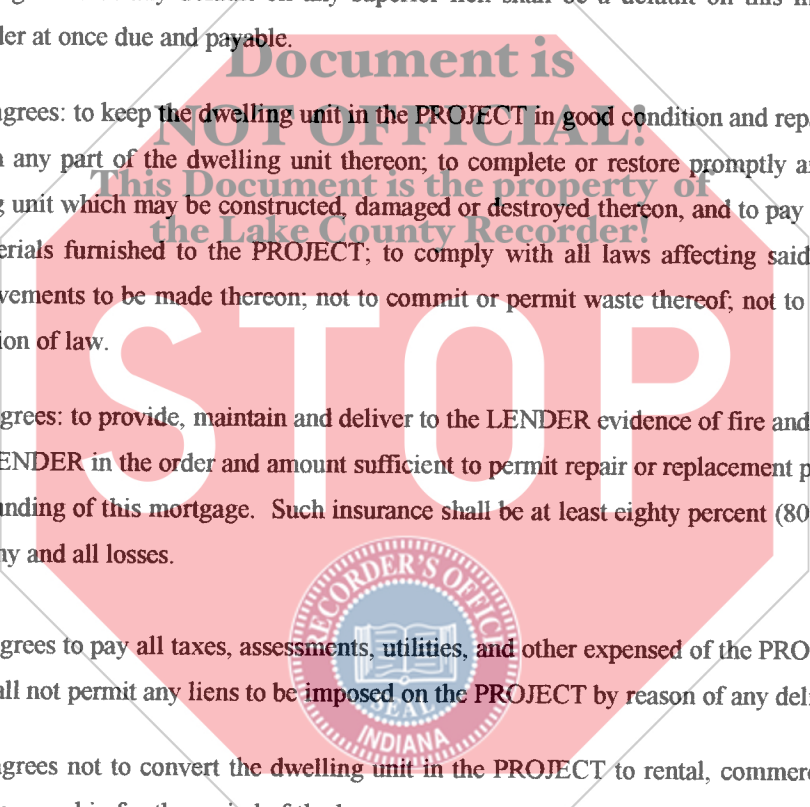 ler at once due and payable.
Document is
agrees: to keep the dwelling unit in the PROJECT in good condition and rep
NOT OFFICIAL!
any part of the dwelling unit thereon; to complete or restore promptly a
This Document is the property of
unit which may be constructed, damaged or destroyed thereon, and to pay
the Lake County Recorder!
erials furnished to the PROJECT; to comply with all laws affecting said
vements to be made thereon; not to commit or permit waste thereof; not to
ion of law.
STOP
grees: to provide, maintain and deliver to the LENDER evidence of fire and
ENDER in the order and amount sufficient to permit repair or replacement p
nding of this mortgage. Such insurance shall be at least eighty percent (80
ny and all losses.
RECORDER'S OFFICE
grees to pay all taxes, assessments, utilities, and other expensed of the PRO
all not permit any liens to be imposed on the PROJECT by reason of any deli
SEAL
INDIANA
agrees not to convert the dwelling unit in the PROJECT to rental, commerc